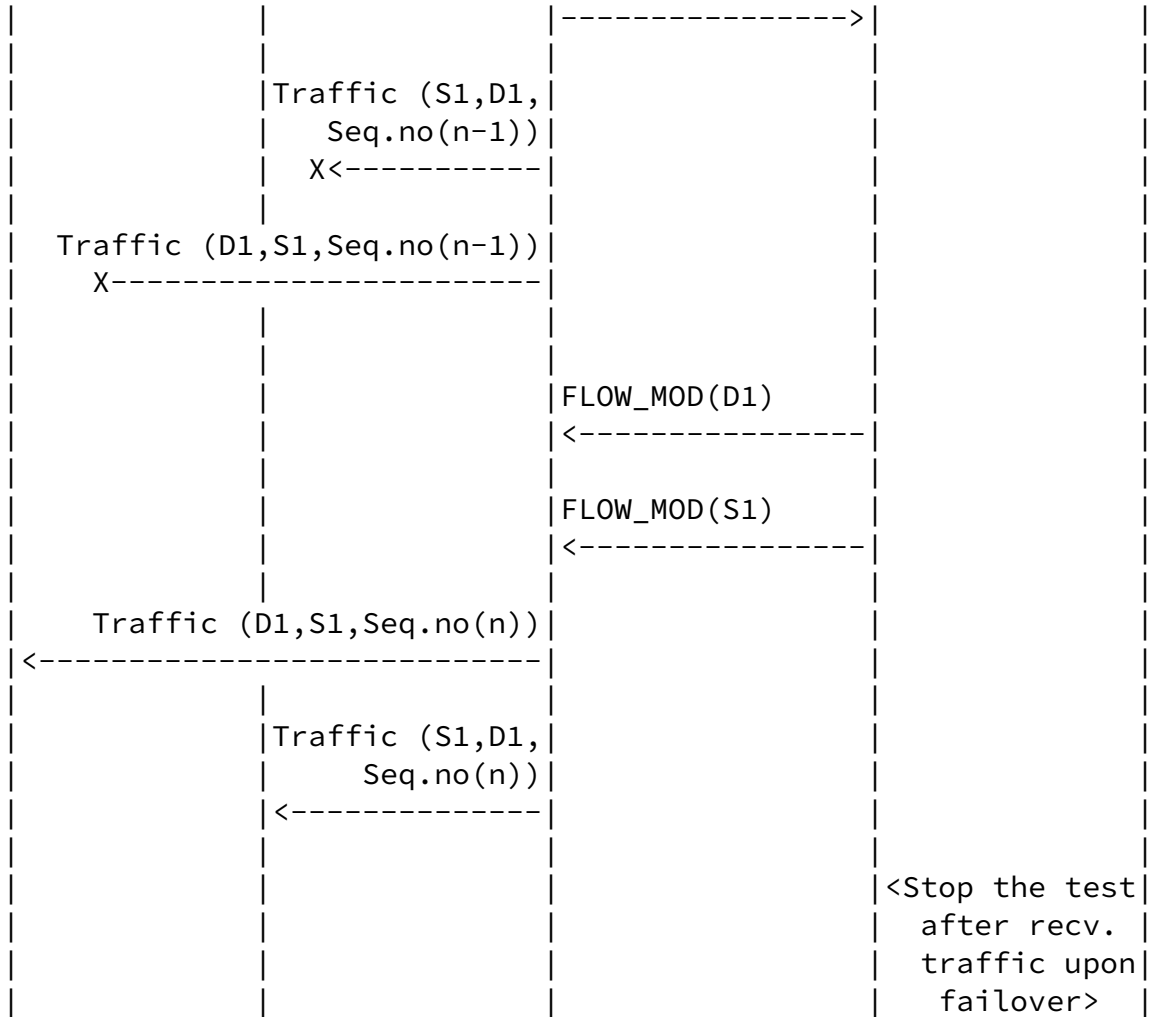 Traffic (S1,D1,
Seq.no(n-1))
X<-----------
Traffic (D1,S1,Seq.no(n-1))
X------------------------
FLOW_MOD(D1)
<----------------
FLOW_MOD(S1)
<----------------
Traffic (D1,S1,Seq.no(n))
<----------------------------
Traffic (S1,D1,
Seq.no(n))
<---------------
<Stop the test
after recv.
traffic upon
failover>